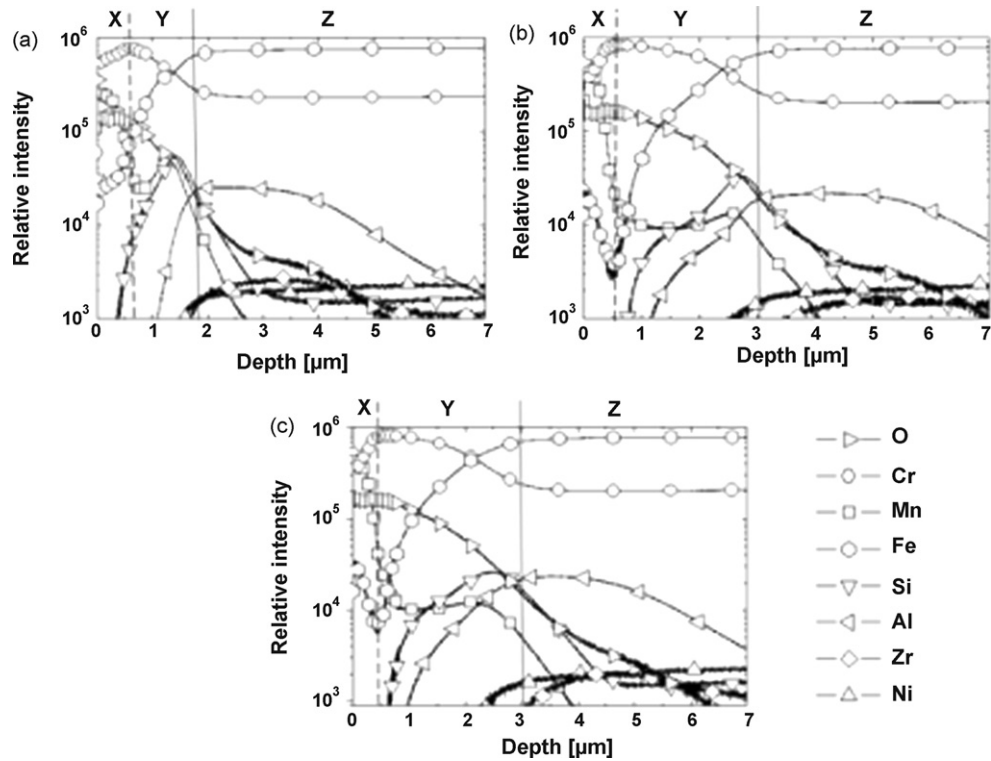 (a)
X Y Z
10⁶
10⁵
10⁴
10³
Relative intensity
0 1 2 3 4 5 6 7
Depth [µm]
(b)
X Y Z
10⁶
10⁵
10⁴
10³
Relative intensity
0 1 2 3 4 5 6 7
Depth [µm]
(c)
X Y Z
10⁶
10⁵
10⁴
10³
Relative intensity
0 1 2 3 4 5 6 7
Depth [µm]
O
Cr
Mn
Fe
Si
Al
Zr
Ni